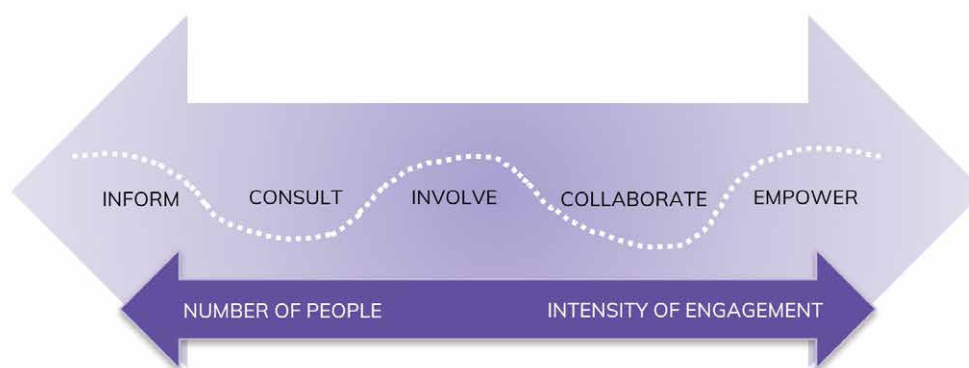 INFORM CONSULT INVOLVE COLLABORATE EMPOWER
NUMBER OF PEOPLE INTENSITY OF ENGAGEMENT